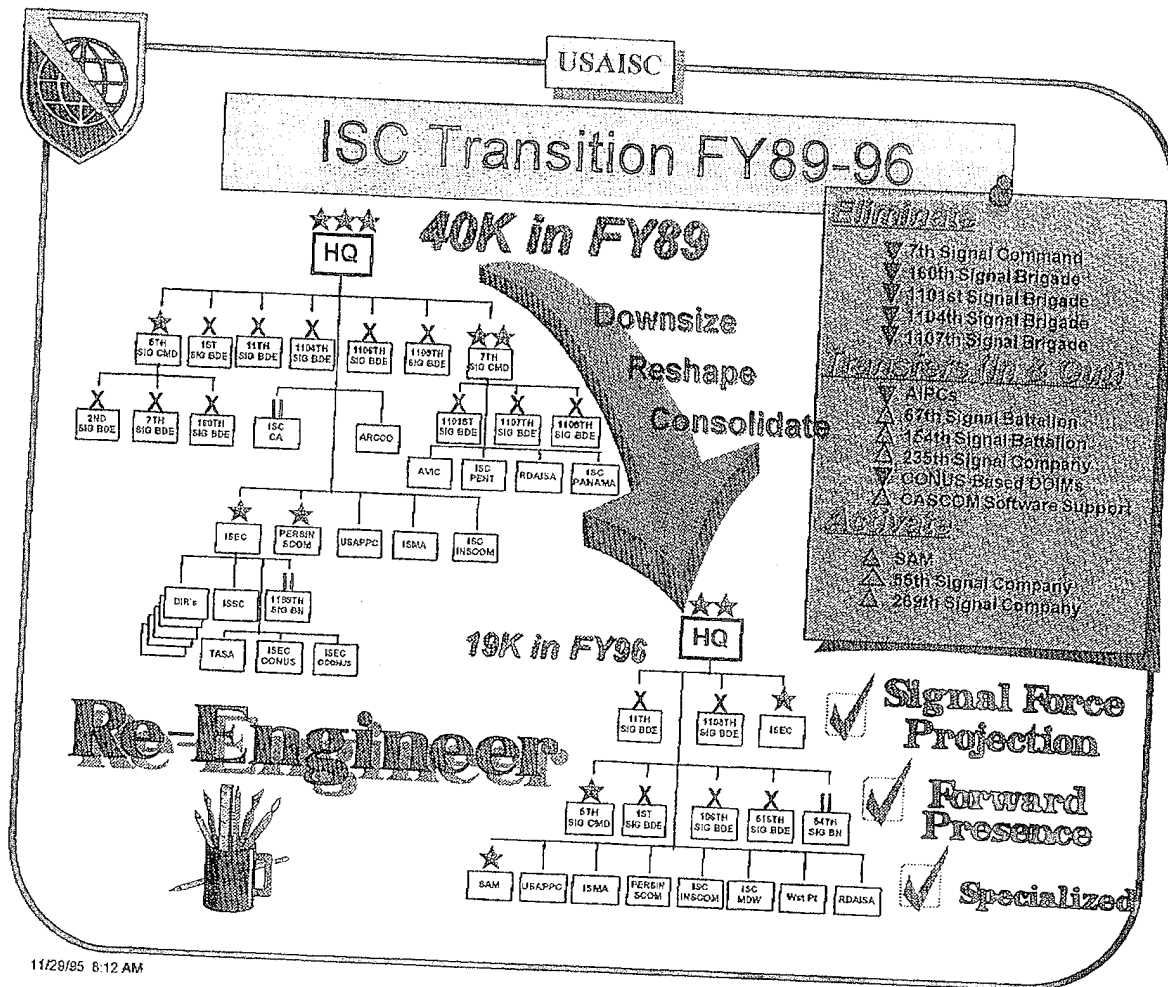 USAISC
ISC Transition FY89-96
40K in FY89
HQ
5TH
SIG CMD
1ST
SIG BDE
11TH
SIG BDE
1104TH
SIG BDE
SIG BDE
SIG BDE
7TH
SIG CMD
2ND
SIG BDE
7TH
SIG BDE
160TH
SIG BDE
ISC
CA
ARCOO
1101ST
SIG BDE
1107TH
SIG BDE
SIG BDE
AVIC
ISC
PENT
RDAISA
ISC
PANAMA
ISEC
PERSIN
SCOM
USAPPC
ISMA
ISC
INSCOM
DIR's
ISSC
SIG BN
TASA
ISEC
CONUS
ISEC
OCONUS
Downsize
Reshape
Consolidate
Eliminate
7th Signal Command
160th Signal Brigade
1101st Signal Brigade
1104th Signal Brigade
1107th Signal Brigade
Transfers (In & Out)
AIPCs
67th Signal Battalion
154th Signal Battalion
235th Signal Company
CONUS Based DOIMs
CASCOM Software Support
Activate
SAM
55th Signal Company
269th Signal Company
19K in FY96
HQ
11TH
SIG BDE
1108TH
SIG BDE
ISEC
5TH
SIG CMD
1ST
SIG BDE
106TH
SIG BDE
515TH
SIG BDE
54TH
SIG BN
SAM
USAPPC
ISMA
PERSIN
SCOM
ISC
INSCOM
ISC
MDW
Wst Pt
RDAISA
Re-Engineer
Signal Force
Projection
Forward
Presence
Specialized
11/29/95 8:12 AM